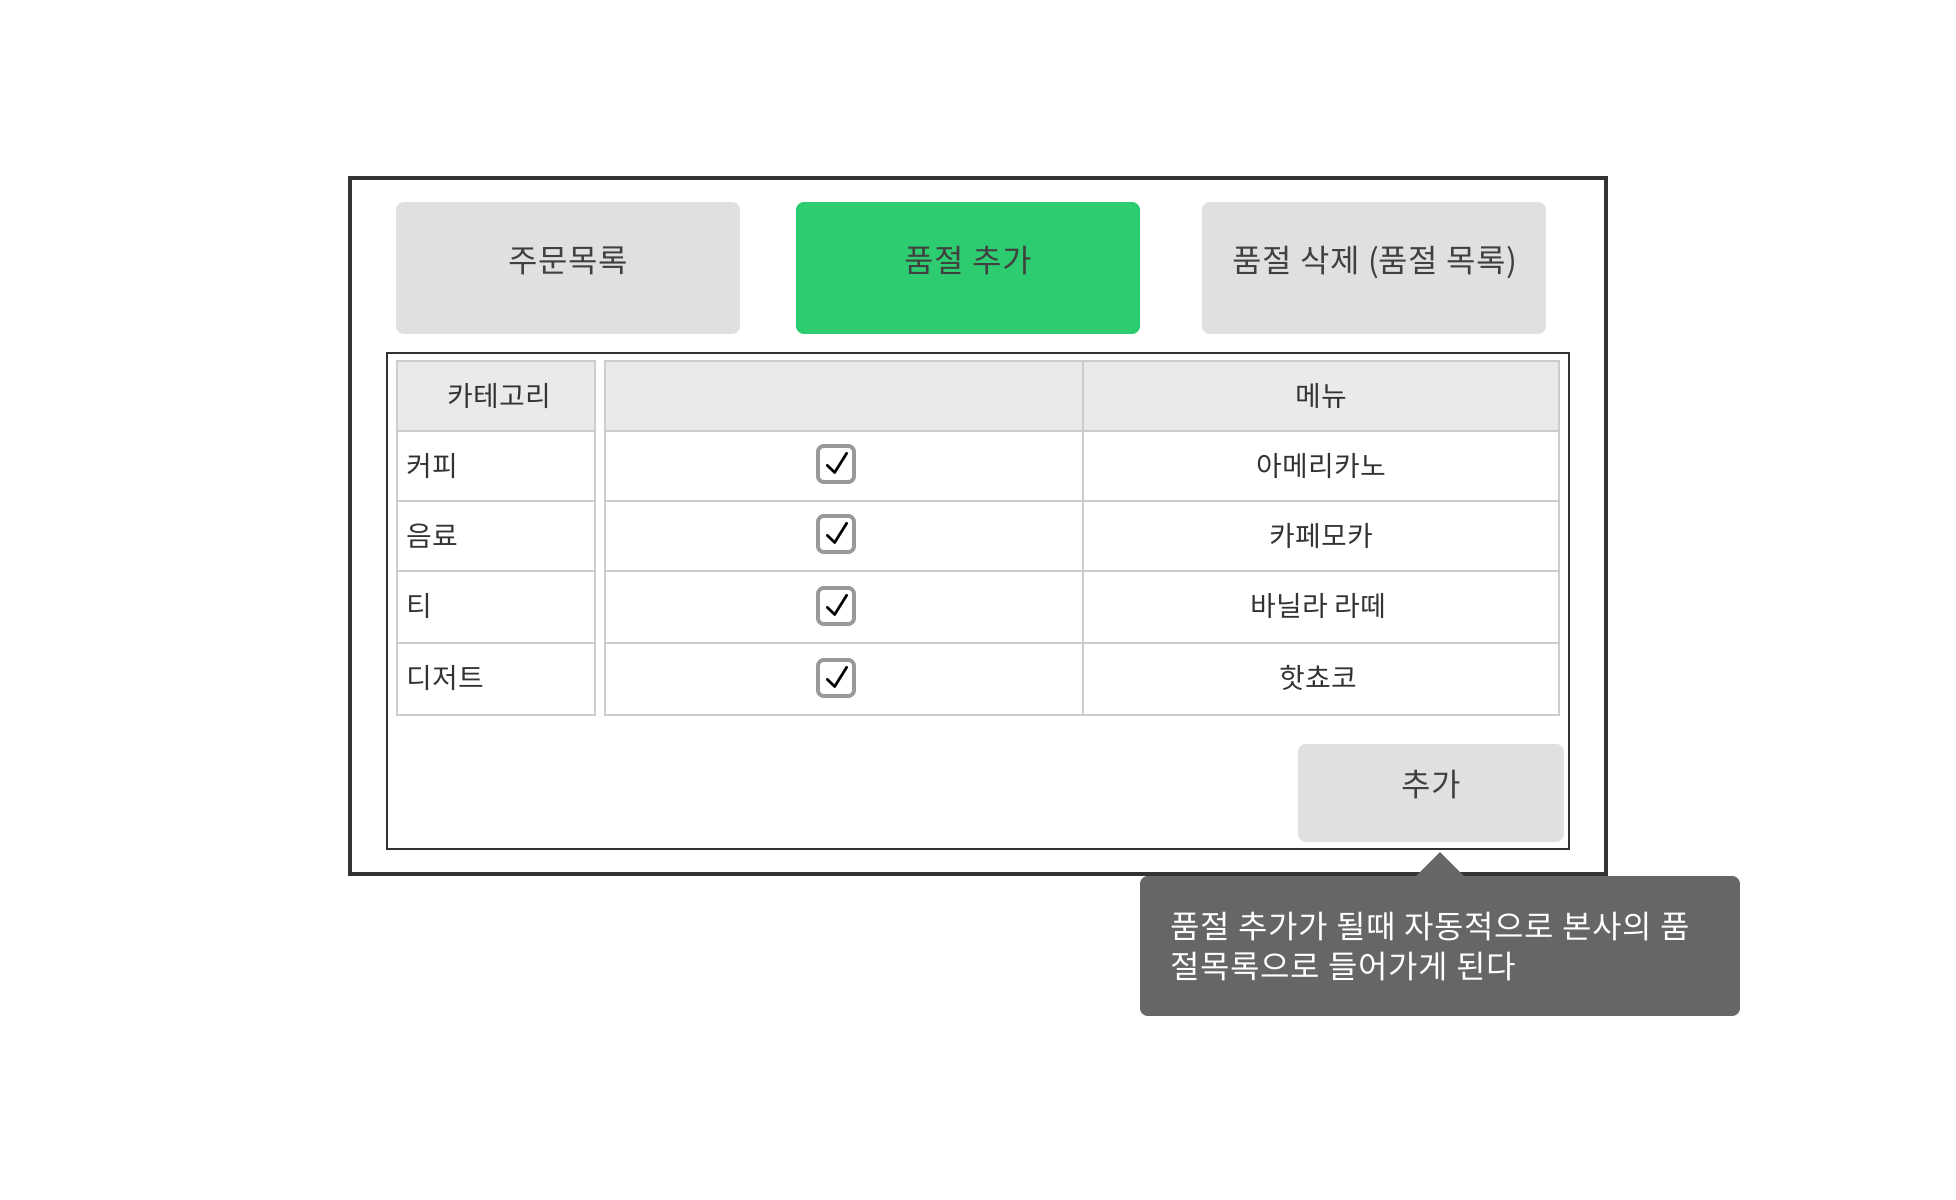 주문목록
품절 추가
품절 삭제 (품절 목록)
카테고리
메뉴
커피
아메리카노
음료
카페모카
티
바닐라 라떼
디저트
핫쵸코
추가
품절 추가가 될때 자동적으로 본사의 품
절목록으로 들어가게 된다